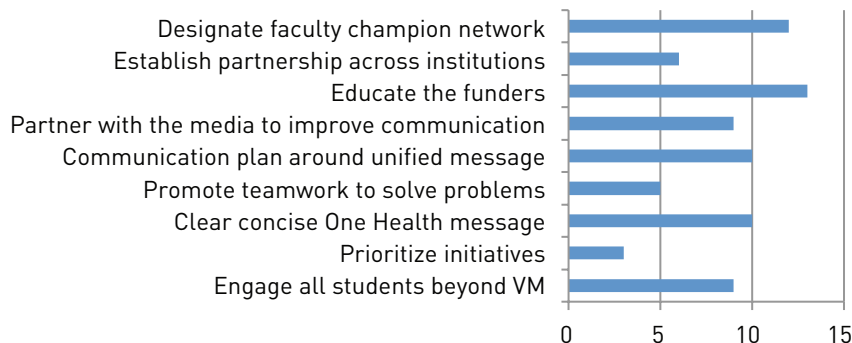 Designate faculty champion network
Establish partnership across institutions
Educate the funders
Partner with the media to improve communication
Communication plan around unified message
Promote teamwork to solve problems
Clear concise One Health message
Prioritize initiatives
Engage all students beyond VM
0 5 10 15